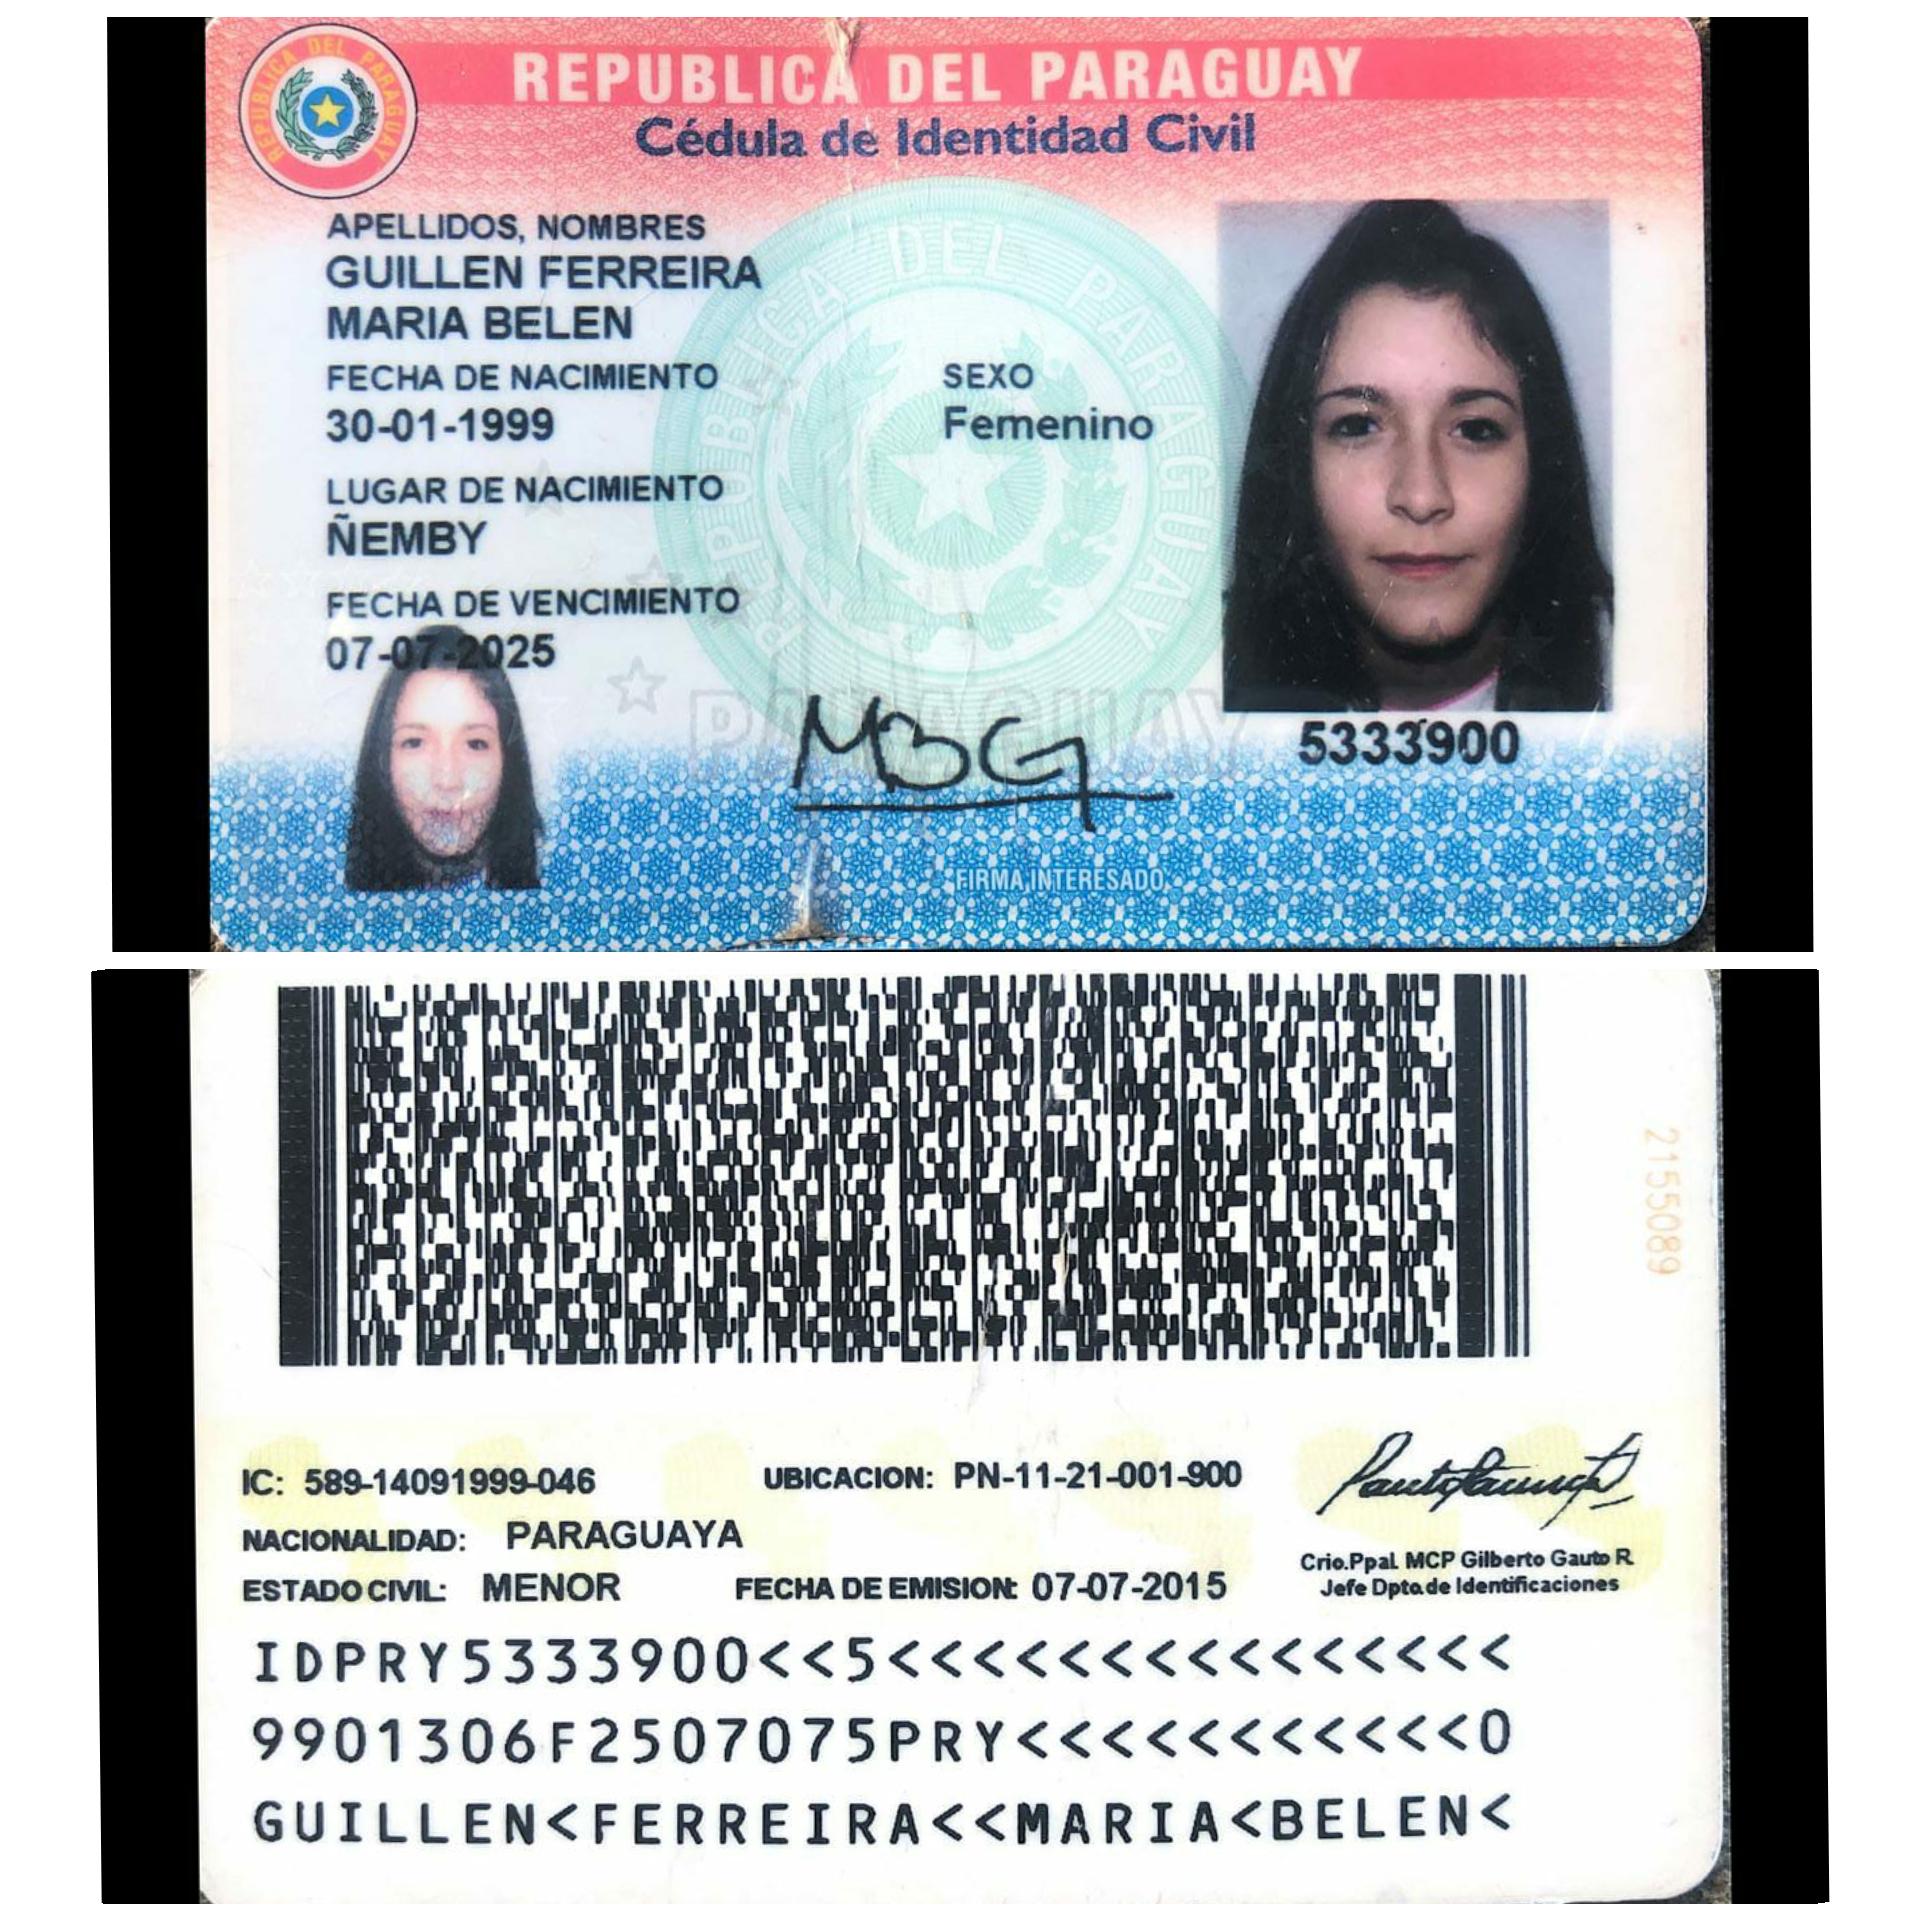 REPUBLICA DEL PARAGUAY
REPUBLICA DEL PARAGUAY
Cédula de Identidad Civil
APELLIDOS, NOMBRES
GUILLEN FERREIRA
MARIA BELEN
FECHA DE NACIMIENTO
30-01-1999
SEXO
Femenino
LUGAR DE NACIMIENTO
ÑEMBY
FECHA DE VENCIMIENTO
07-07-2025
REPUBLICA DEL PARAGUAY
PARAGUAY
MBG
5333900
FIRMA INTERESADO
2155089
IC: 589-14091999-046
UBICACION: PN-11-21-001-900
NACIONALIDAD: PARAGUAYA
ESTADO CIVIL: MENOR
FECHA DE EMISION: 07-07-2015
Crio.Ppal. MCP Gilberto Gauto R.
Jefe Dpto.de Identificaciones
IDPRY5333900<<5<<<<<<<<<<<<<<<
9901306F2507075PRY<<<<<<<<<<<0
GUILLEN<FERREIRA<<MARIA<BELEN<